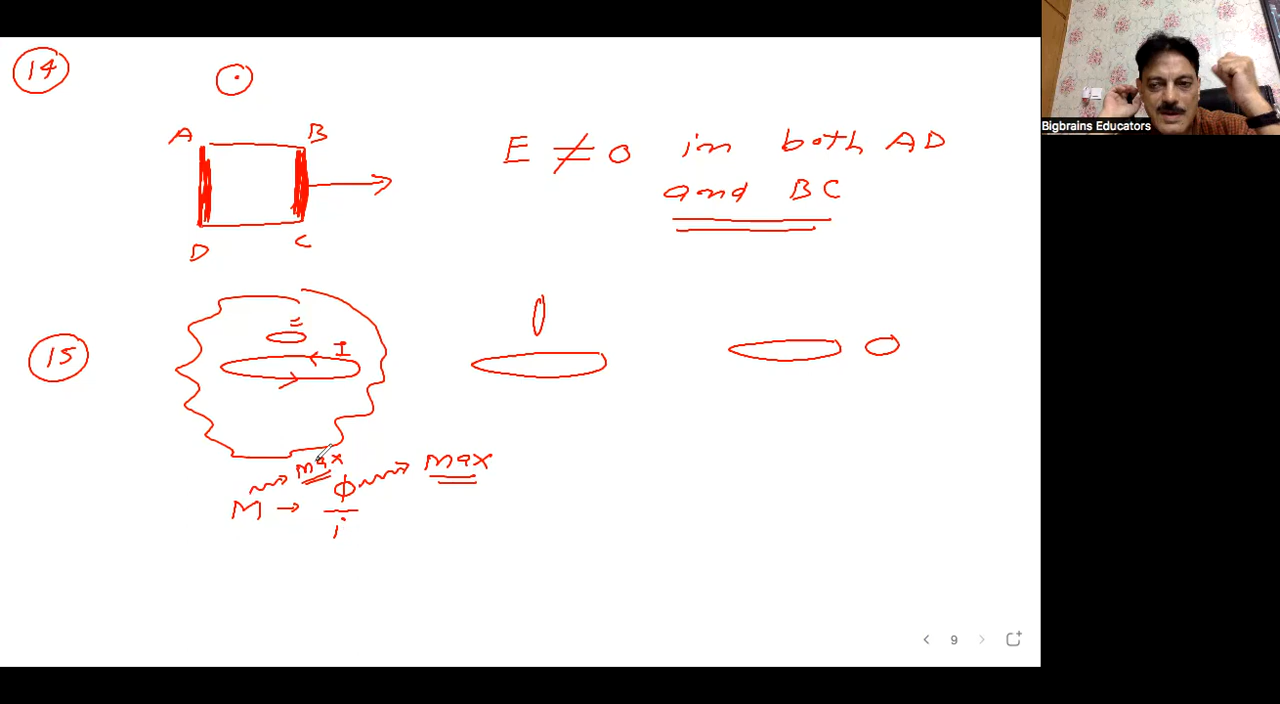 14
A B
D C
E ≠ 0 in both AD
and BC
15
I
max
M → ϕ/i → max
< 9 >
Bigbrains Educators